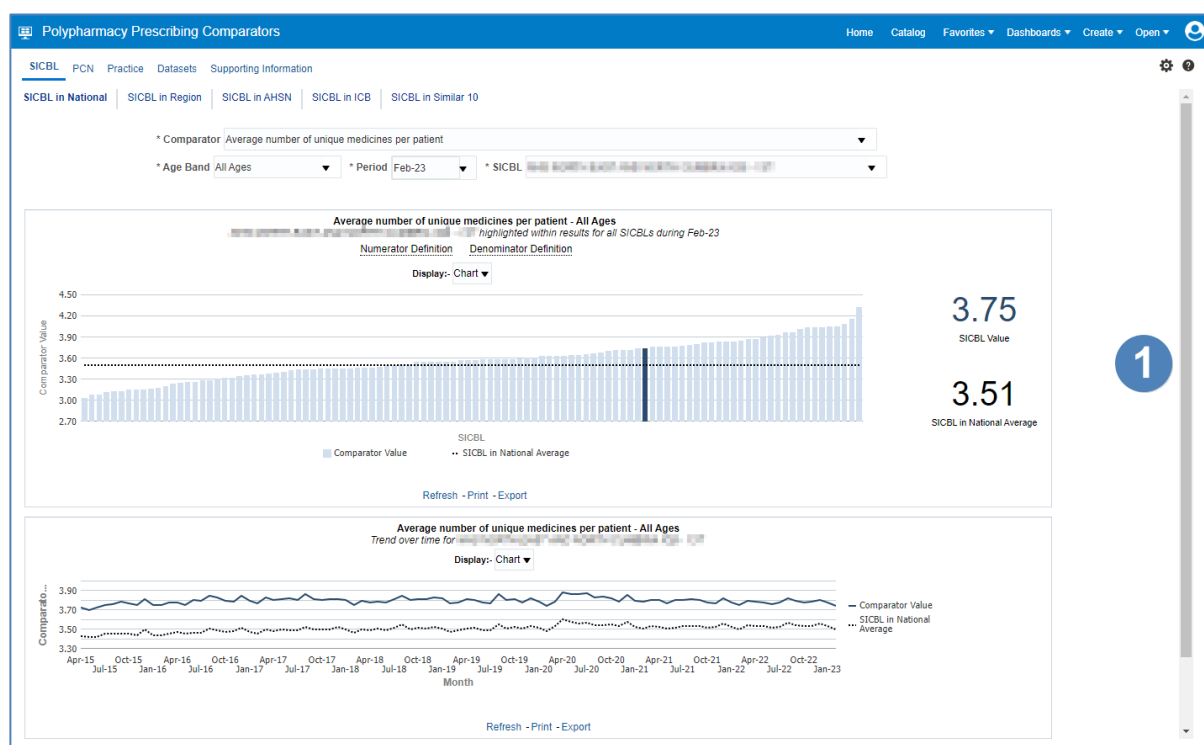 Polypharmacy Prescribing Comparators
Home Catalog Favorites Dashboards Create Open
SICBL PCN Practice Datasets Supporting Information
SICBL in National SICBL in Region SICBL in AHSN SICBL in ICB SICBL in Similar 10
* Comparator Average number of unique medicines per patient
* Age Band All Ages * Period Feb-23 * SICBL
Average number of unique medicines per patient - All Ages
highlighted within results for all SICBLs during Feb-23
Numerator Definition Denominator Definition
Display:- Chart
4.50
4.20
3.90
3.60
3.30
3.00
2.70
Comparator Value
SICBL
Comparator Value SICBL in National Average
3.75
SICBL Value
3.51
SICBL in National Average
1
Refresh - Print - Export
Average number of unique medicines per patient - All Ages
Trend over time for
Display:- Chart
3.90
3.70
3.50
3.30
Comparato...
Apr-15 Oct-15 Apr-16 Oct-16 Apr-17 Oct-17 Apr-18 Oct-18 Apr-19 Oct-19 Apr-20 Oct-20 Apr-21 Oct-21 Apr-22 Oct-22
Jul-15 Jan-16 Jul-16 Jan-17 Jul-17 Jan-18 Jul-18 Jan-19 Jul-19 Jan-20 Jul-20 Jan-21 Jul-21 Jan-22 Jul-22 Jan-23
Month
Comparator Value
SICBL in National
Average
Refresh - Print - Export